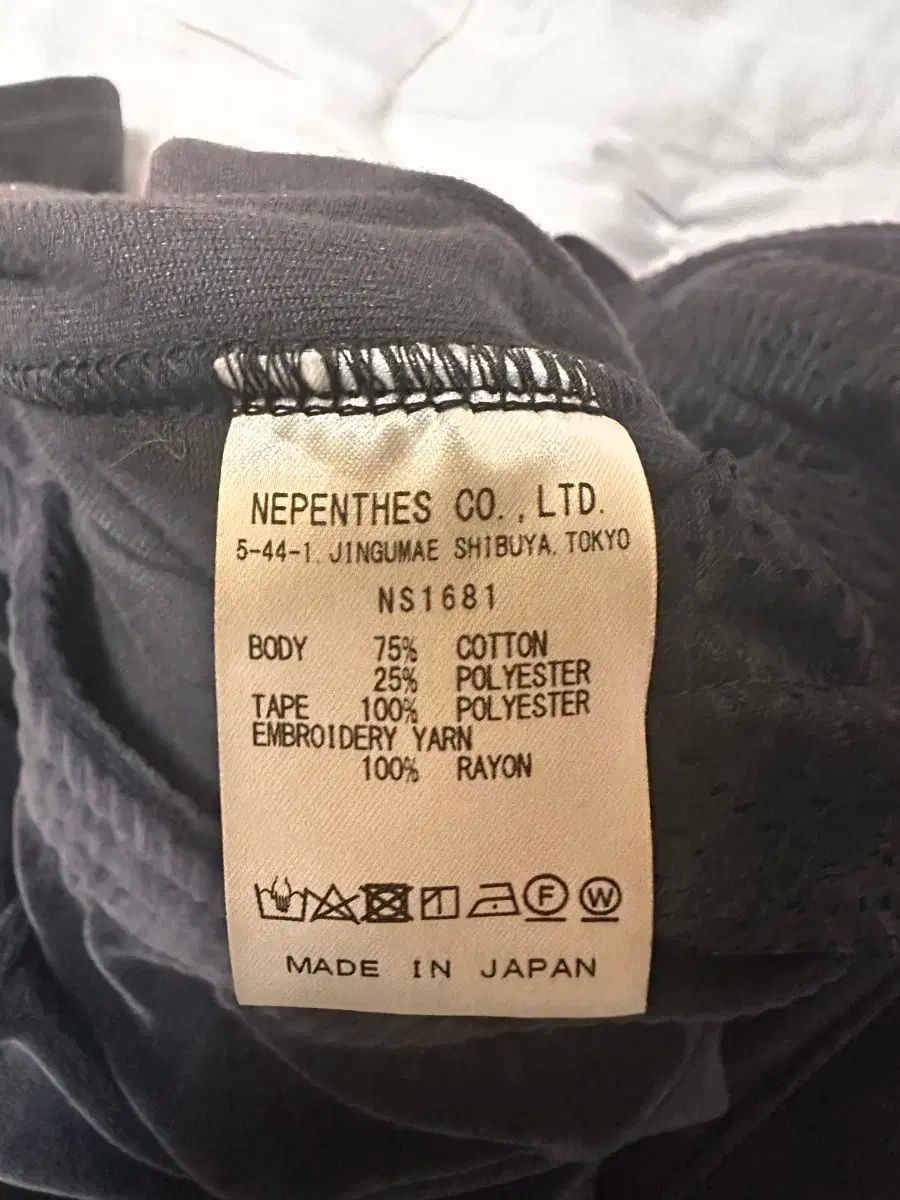 NEPENTHES CO., LTD.
5-44-1, JINGUMAE SHIBUYA, TOKYO
NS1681
BODY 75% COTTON
25% POLYESTER
TAPE 100% POLYESTER
EMBROIDERY YARN
100% RAYON
F W
MADE IN JAPAN